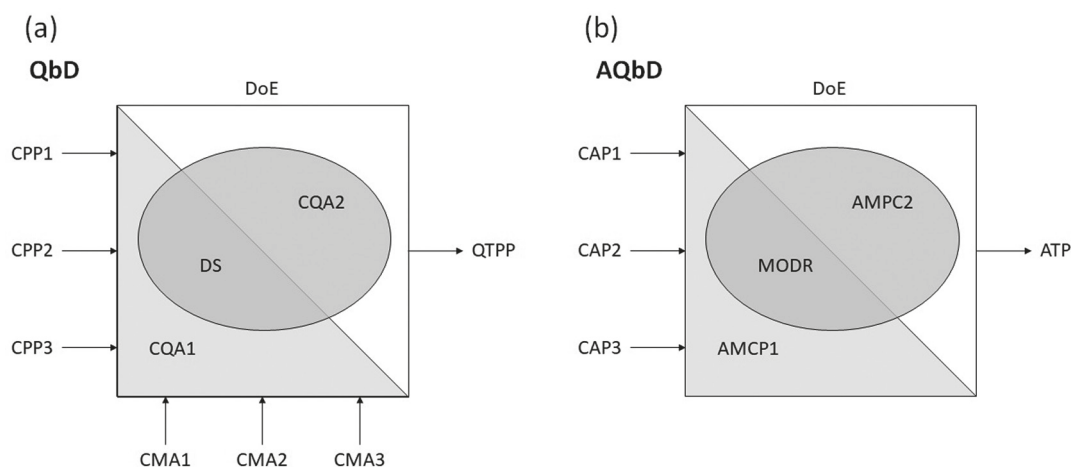 (a)
QbD
DoE
CPP1
CPP2
CPP3
CQA2
DS
CQA1
QTPP
CMA1
CMA2
CMA3
(b)
AQbD
DoE
CAP1
CAP2
CAP3
AMPC2
MODR
AMCP1
ATP